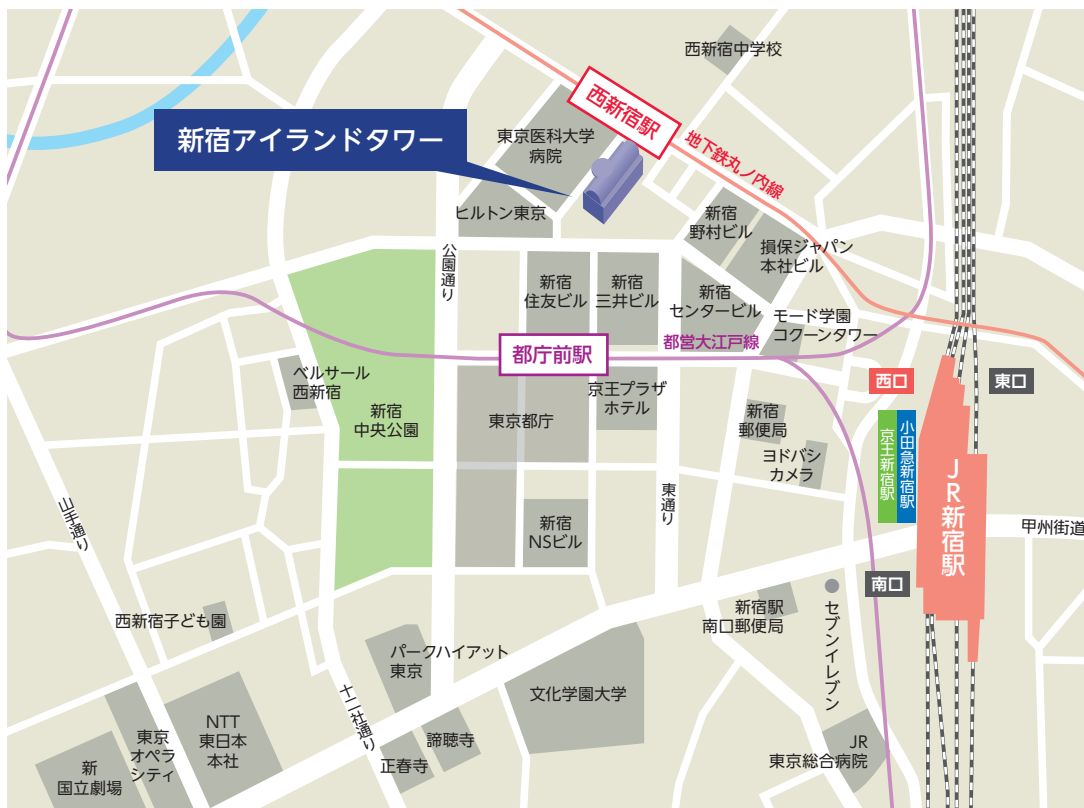 西新宿中学校
西新宿駅
新宿アイランドタワー
東京医科大学
病院
地下鉄丸ノ内線
ヒルトン東京
新宿
野村ビル
損保ジャパン
本社ビル
公園通り
新宿
住友ビル
新宿
三井ビル
新宿
センタービル
モード学園
コクーンタワー
都庁前駅
都営大江戸線
ベルサール
西新宿
新宿
中央公園
東京都庁
京王プラザ
ホテル
新宿
郵便局
ヨドバシ
カメラ
西口
東口
京王新宿駅
小田急新宿駅
JR新宿駅
山手通り
東通り
新宿
NSビル
甲州街道
南口
西新宿子ども園
新宿駅
南口郵便局
セブンイレブン
パークハイアット
東京
十二社通り
文化学園大学
諦聴寺
正春寺
NTT
東日本
本社
東京
オペラ
シティ
新
国立劇場
JR
東京総合病院